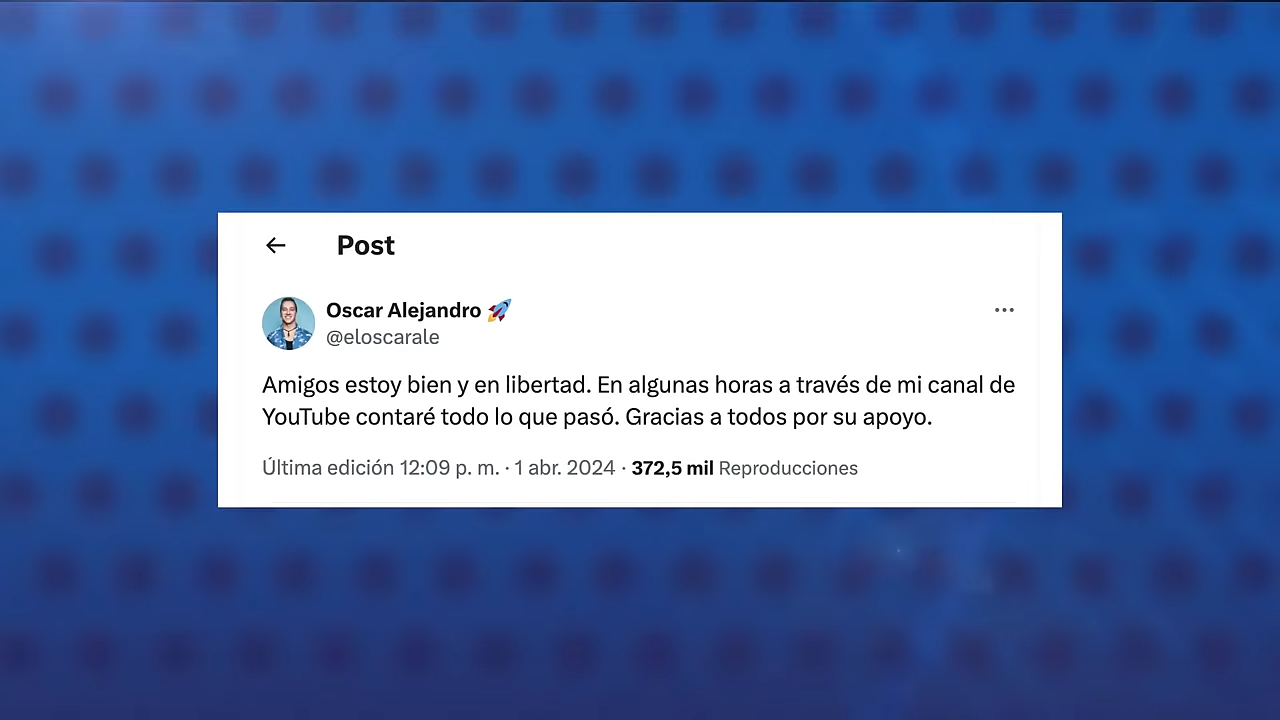 Post
Oscar Alejandro 🚀
@eloscarale
Amigos estoy bien y en libertad. En algunas horas a través de mi canal de
YouTube contaré todo lo que pasó. Gracias a todos por su apoyo.
Última edición 12:09 p. m. · 1 abr. 2024 · 372,5 mil Reproducciones